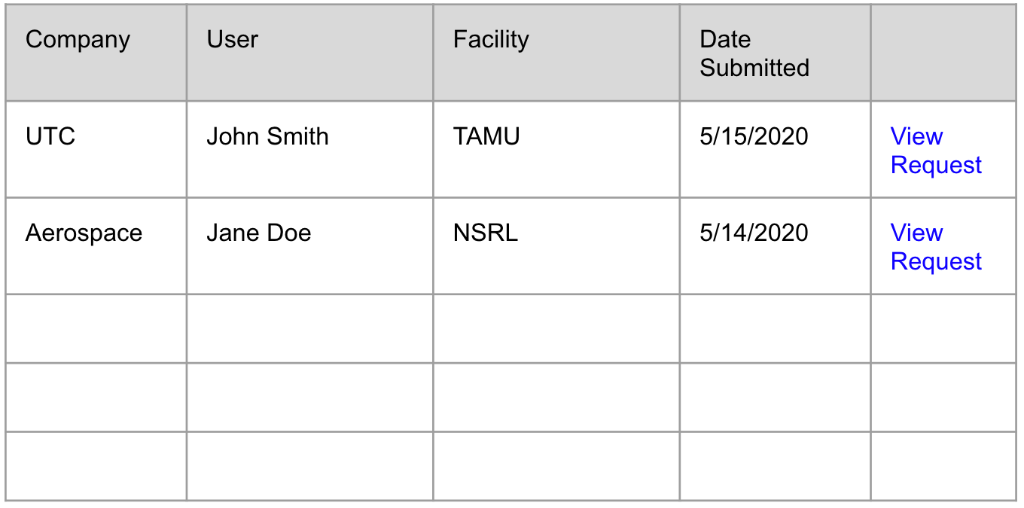 Company User Facility Date
Submitted
UTC John Smith TAMU 5/15/2020 View
Request
Aerospace Jane Doe NSRL 5/14/2020 View
Request